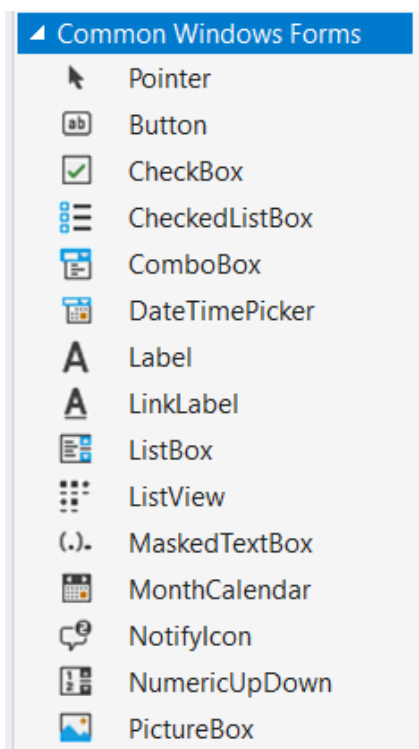 Common Windows Forms
Pointer
Button
CheckBox
CheckedListBox
ComboBox
DateTimePicker
Label
LinkLabel
ListBox
ListView
MaskedTextBox
MonthCalendar
NotifyIcon
NumericUpDown
PictureBox